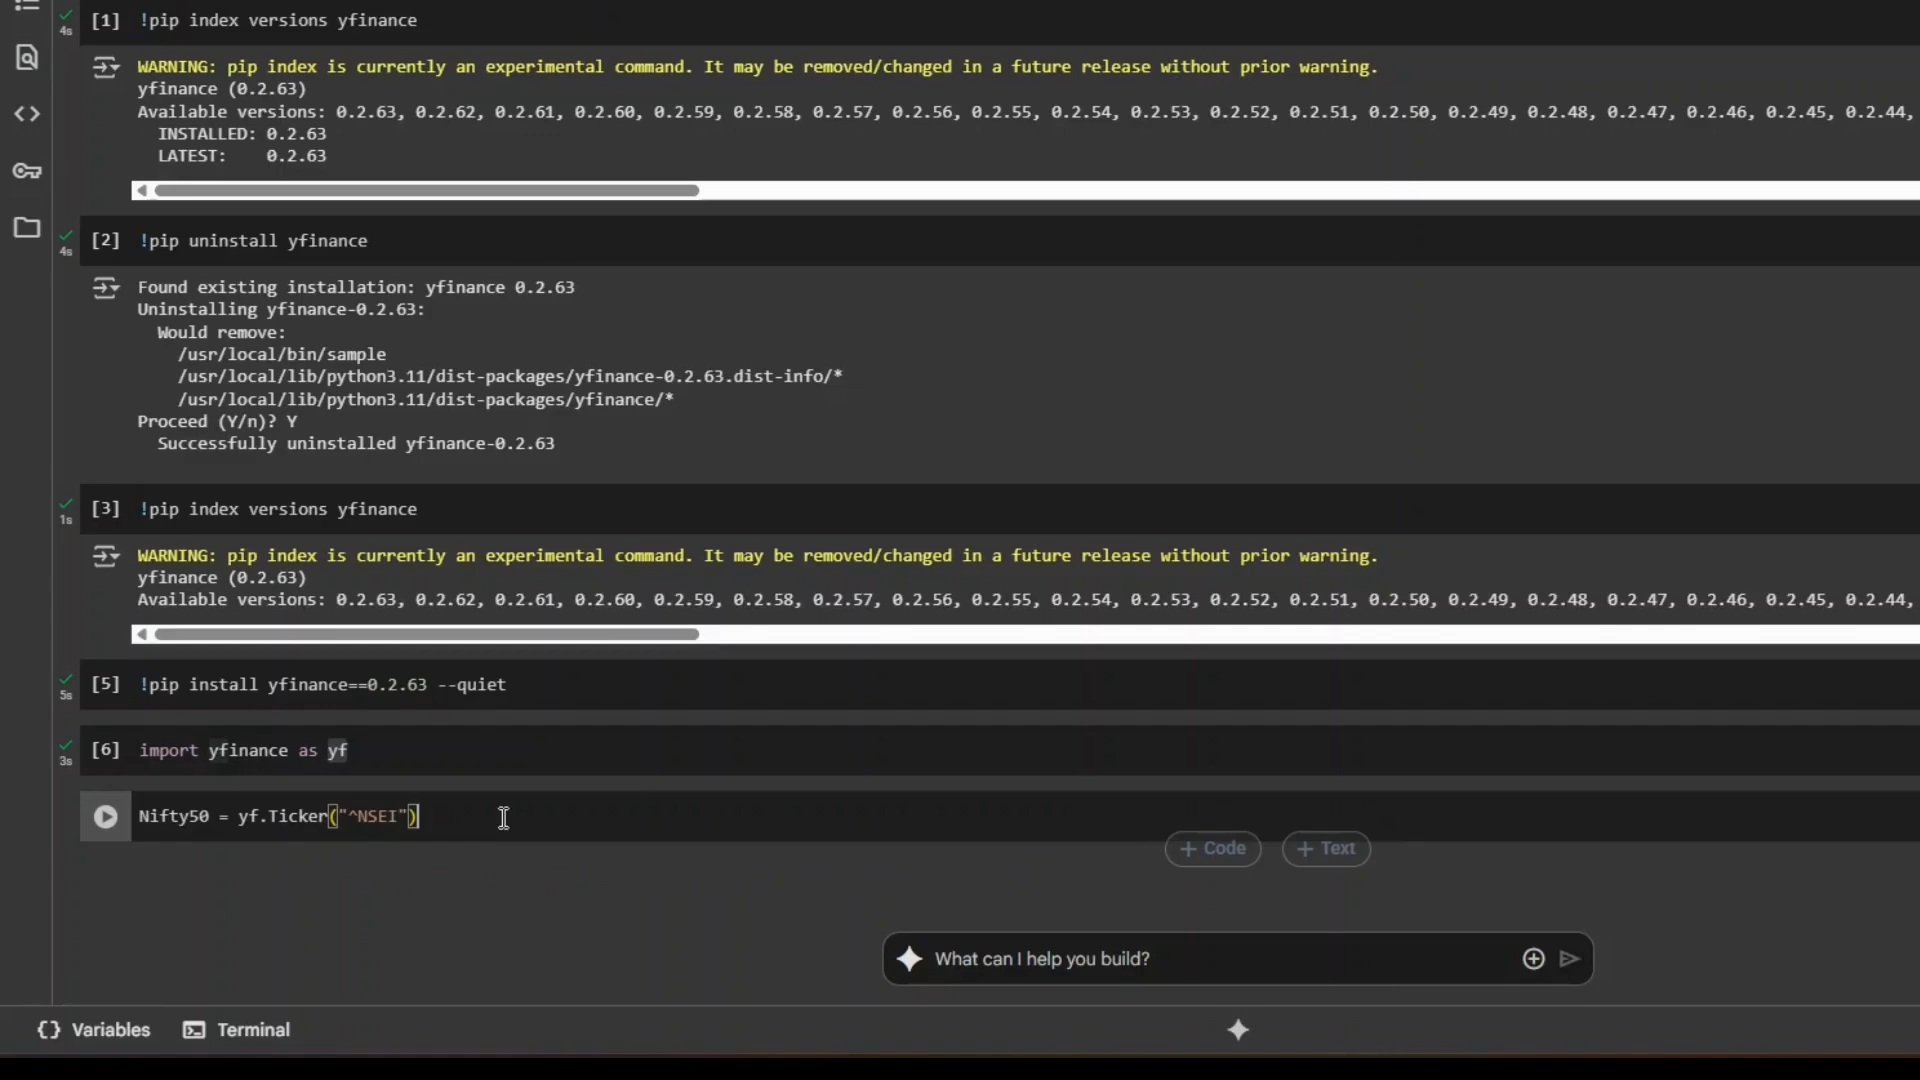 [1] !pip index versions yfinance
4s
WARNING: pip index is currently an experimental command. It may be removed/changed in a future release without prior warning.
yfinance (0.2.63)
Available versions: 0.2.63, 0.2.62, 0.2.61, 0.2.60, 0.2.59, 0.2.58, 0.2.57, 0.2.56, 0.2.55, 0.2.54, 0.2.53, 0.2.52, 0.2.51, 0.2.50, 0.2.49, 0.2.48, 0.2.47, 0.2.46, 0.2.45, 0.2.44,
INSTALLED: 0.2.63
LATEST:    0.2.63
[2] !pip uninstall yfinance
4s
Found existing installation: yfinance 0.2.63
Uninstalling yfinance-0.2.63:
Would remove:
/usr/local/bin/sample
/usr/local/lib/python3.11/dist-packages/yfinance-0.2.63.dist-info/*
/usr/local/lib/python3.11/dist-packages/yfinance/*
Proceed (Y/n)? Y
Successfully uninstalled yfinance-0.2.63
[3] !pip index versions yfinance
1s
WARNING: pip index is currently an experimental command. It may be removed/changed in a future release without prior warning.
yfinance (0.2.63)
Available versions: 0.2.63, 0.2.62, 0.2.61, 0.2.60, 0.2.59, 0.2.58, 0.2.57, 0.2.56, 0.2.55, 0.2.54, 0.2.53, 0.2.52, 0.2.51, 0.2.50, 0.2.49, 0.2.48, 0.2.47, 0.2.46, 0.2.45, 0.2.44,
[5] !pip install yfinance==0.2.63 --quiet
5s
[6] import yfinance as yf
3s
Nifty50 = yf.Ticker("^NSEI")
+ Code + Text
What can I help you build?
{} Variables Terminal